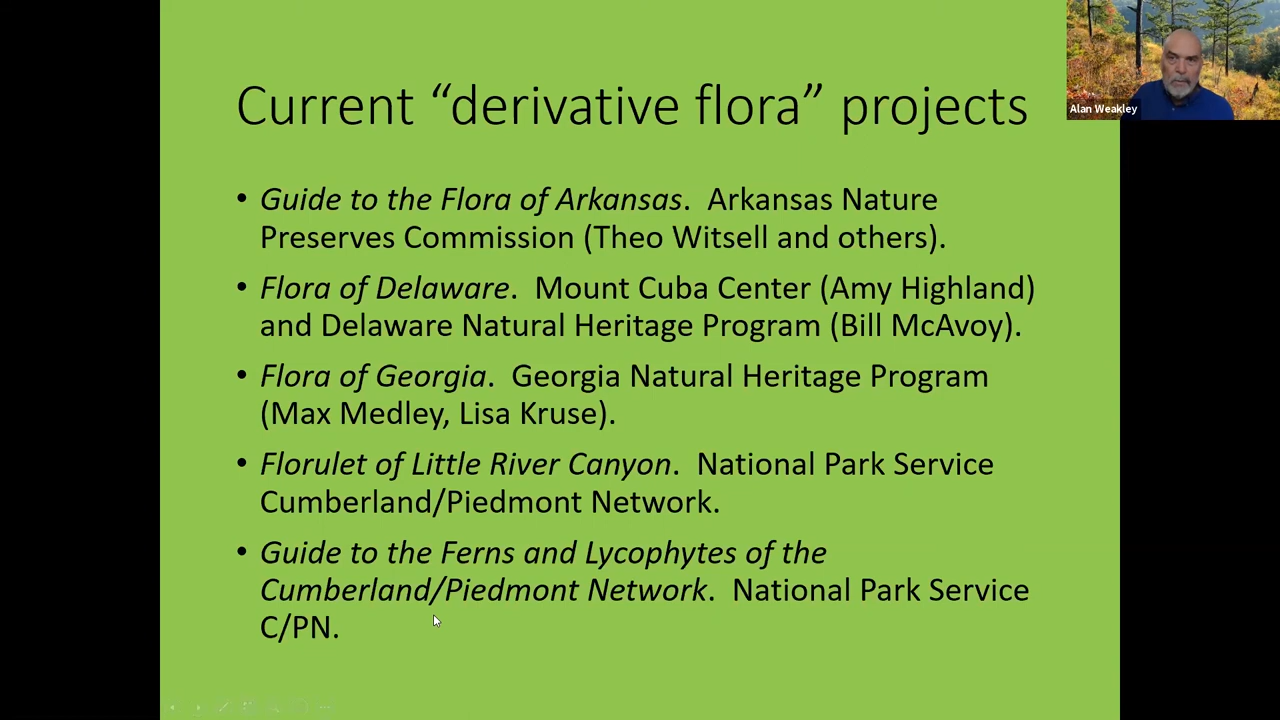 Current “derivative flora” projects
Alan Weakley
• Guide to the Flora of Arkansas.  Arkansas Nature
Preserves Commission (Theo Witsell and others).
• Flora of Delaware.  Mount Cuba Center (Amy Highland)
and Delaware Natural Heritage Program (Bill McAvoy).
• Flora of Georgia.  Georgia Natural Heritage Program
(Max Medley, Lisa Kruse).
• Florulet of Little River Canyon.  National Park Service
Cumberland/Piedmont Network.
• Guide to the Ferns and Lycophytes of the
Cumberland/Piedmont Network.  National Park Service
C/PN.